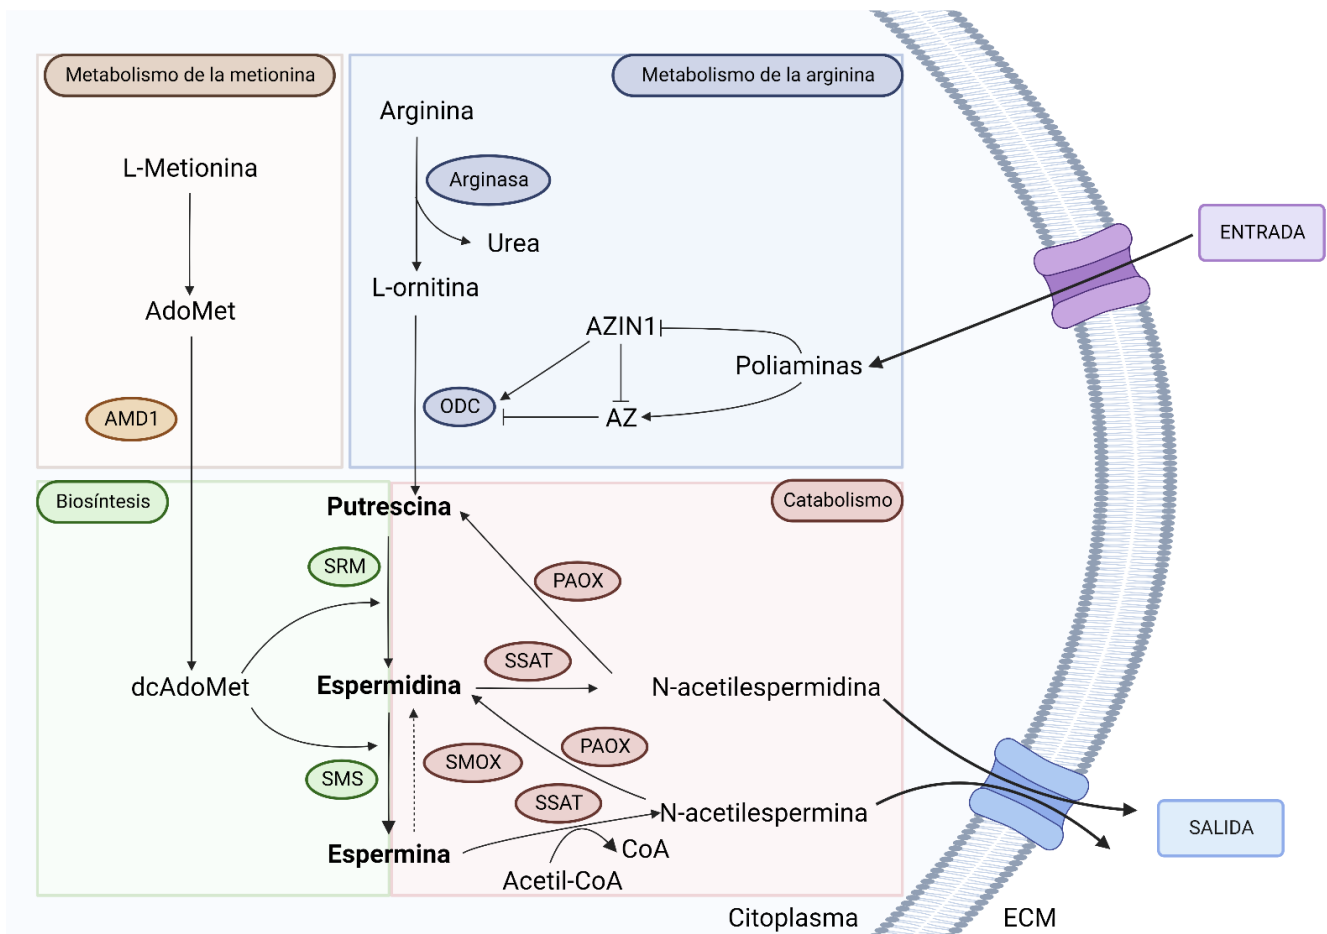 Metabolismo de la metionina
Metabolismo de la arginina
Arginina
L-Metionina
Arginasa
Urea
ENTRADA
L-ornitina
AdoMet
AZIN1
Poliaminas
ODC
AZ
AMD1
Biosíntesis
Putrescina
Catabolismo
SRM
PAOX
SSAT
dcAdoMet
Espermidina
N-acetilespermidina
PAOX
SMOX
SMS
SSAT
N-acetilespermina
SALIDA
Espermina
CoA
Acetil-CoA
Citoplasma
ECM